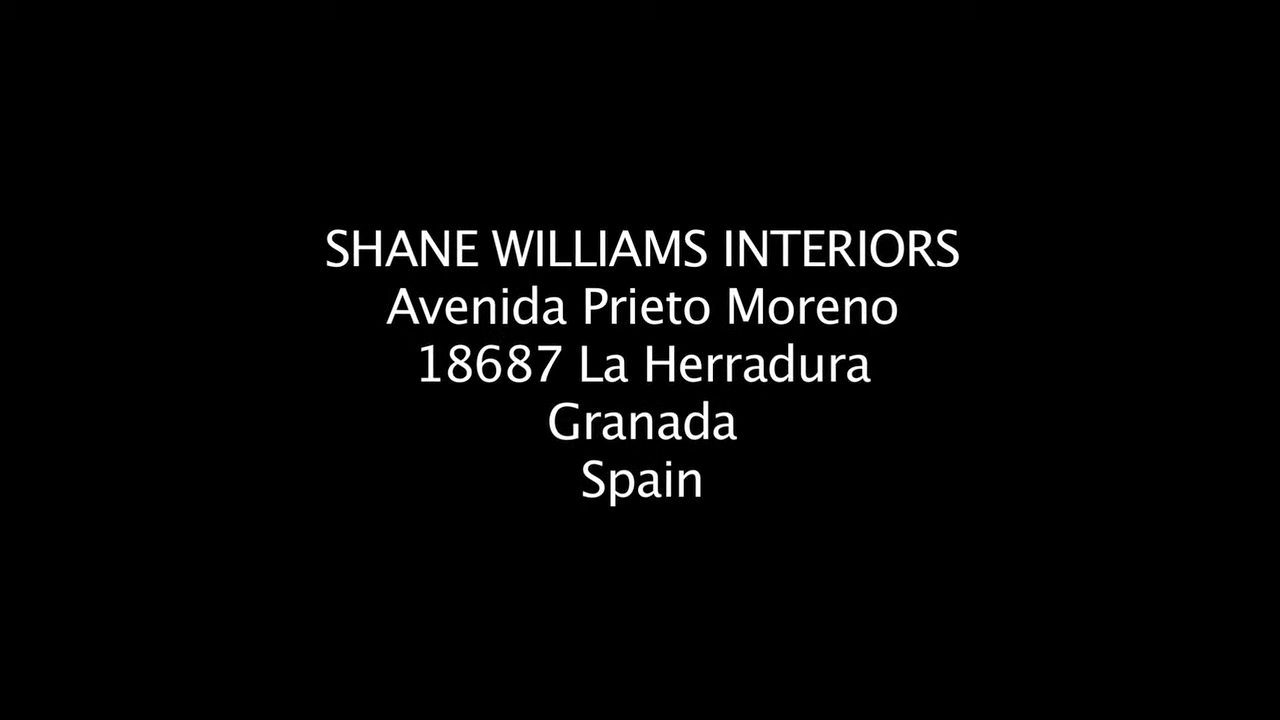 SHANE WILLIAMS INTERIORS
Avenida Prieto Moreno
18687 La Herradura
Granada
Spain